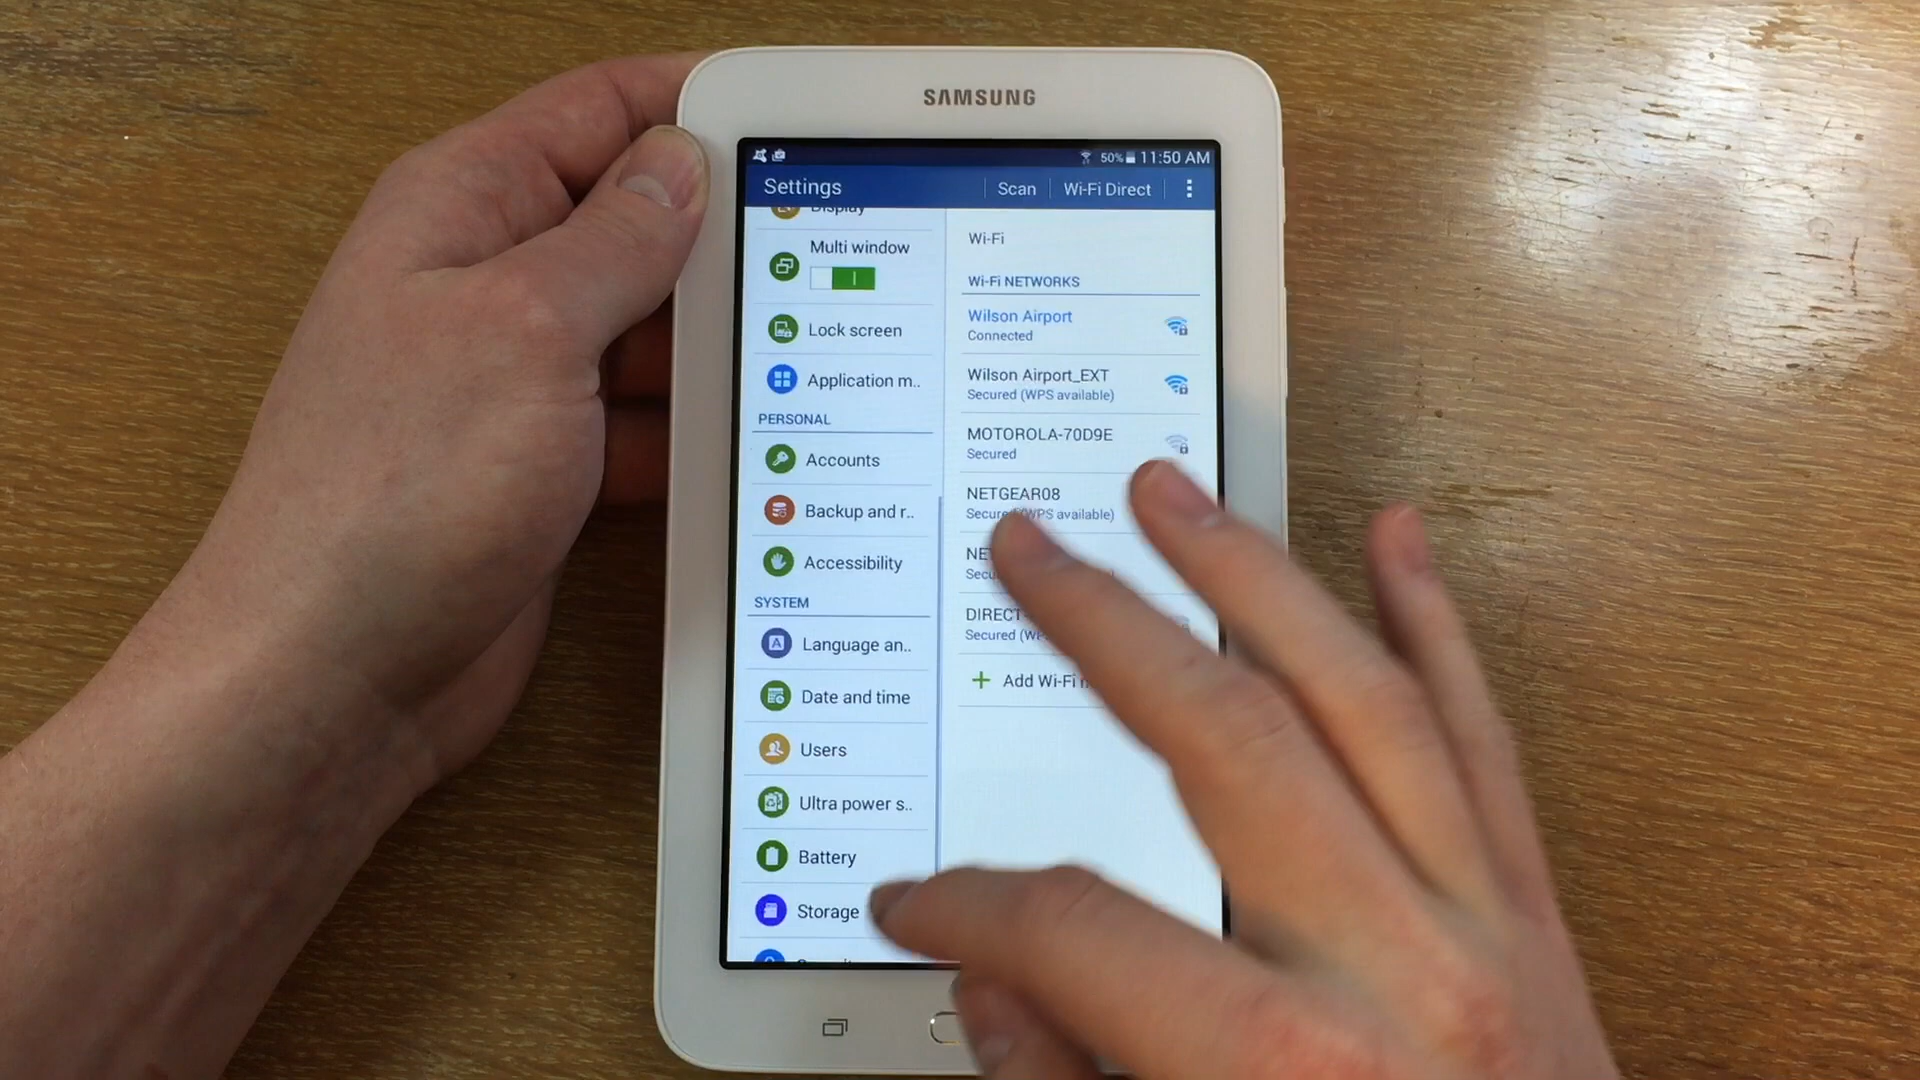 SAMSUNG
50% 11:50 AM
Settings
Scan
Wi-Fi Direct
Display
Multi window
Lock screen
Application m..
PERSONAL
Accounts
Backup and r..
Accessibility
SYSTEM
Language an..
Date and time
Users
Ultra power s..
Battery
Storage
Wi-Fi
Wi-Fi NETWORKS
Wilson Airport
Connected
Wilson Airport_EXT
Secured (WPS available)
MOTOROLA-70D9E
Secured
NETGEAR08
Secured (WPS available)
DIRECT-
Secured
Add Wi-Fi